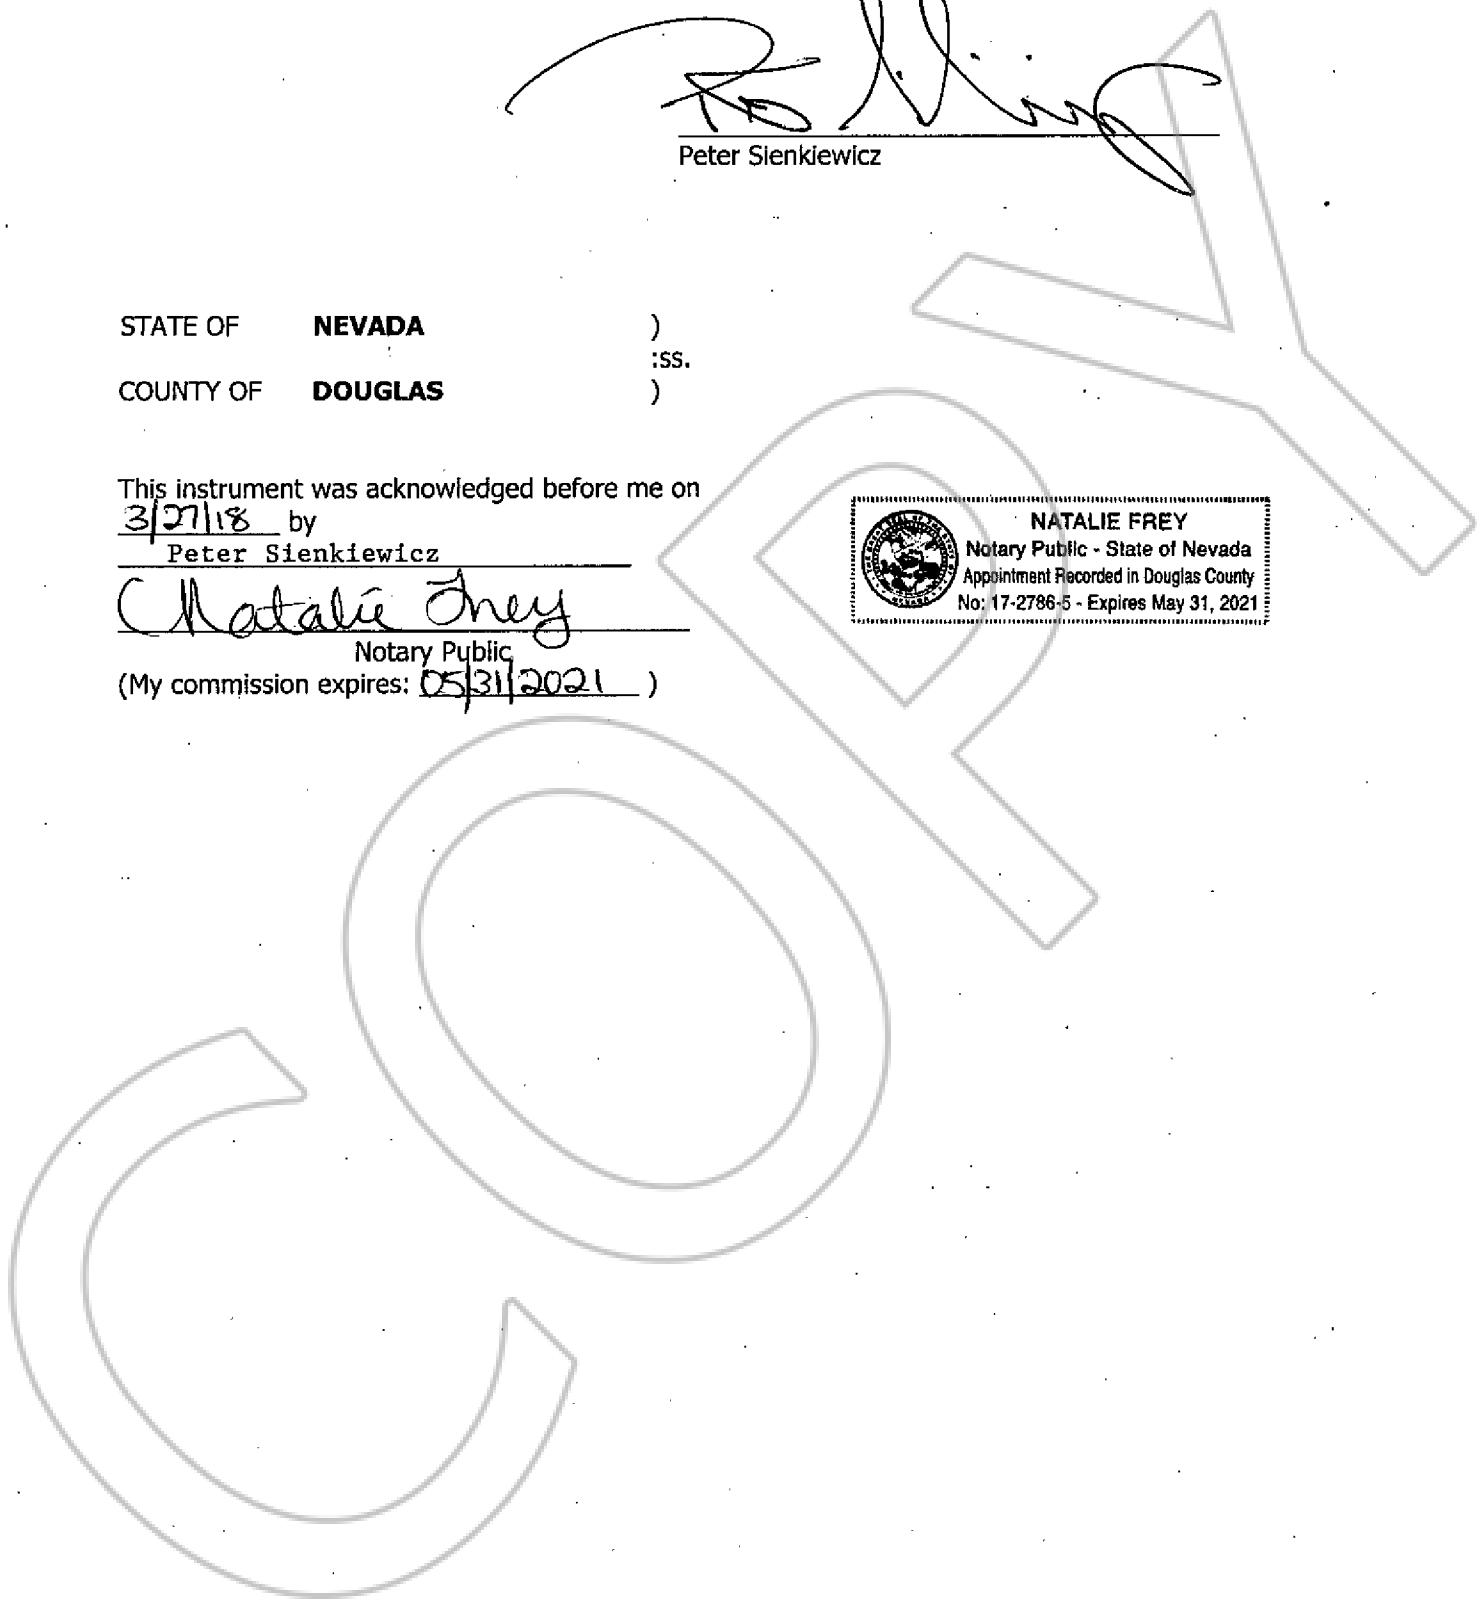 Peter Sienkiewicz
STATE OF NEVADA )
:ss.
COUNTY OF DOUGLAS )
This instrument was acknowledged before me on
3/27/18 by
Peter Sienkiewicz
Natalie Frey
Notary Public
(My commission expires: 05/31/2021 )
NATALIE FREY
Notary Public - State of Nevada
Appointment Recorded in Douglas County
No: 17-2786-5 - Expires May 31, 2021
COPY